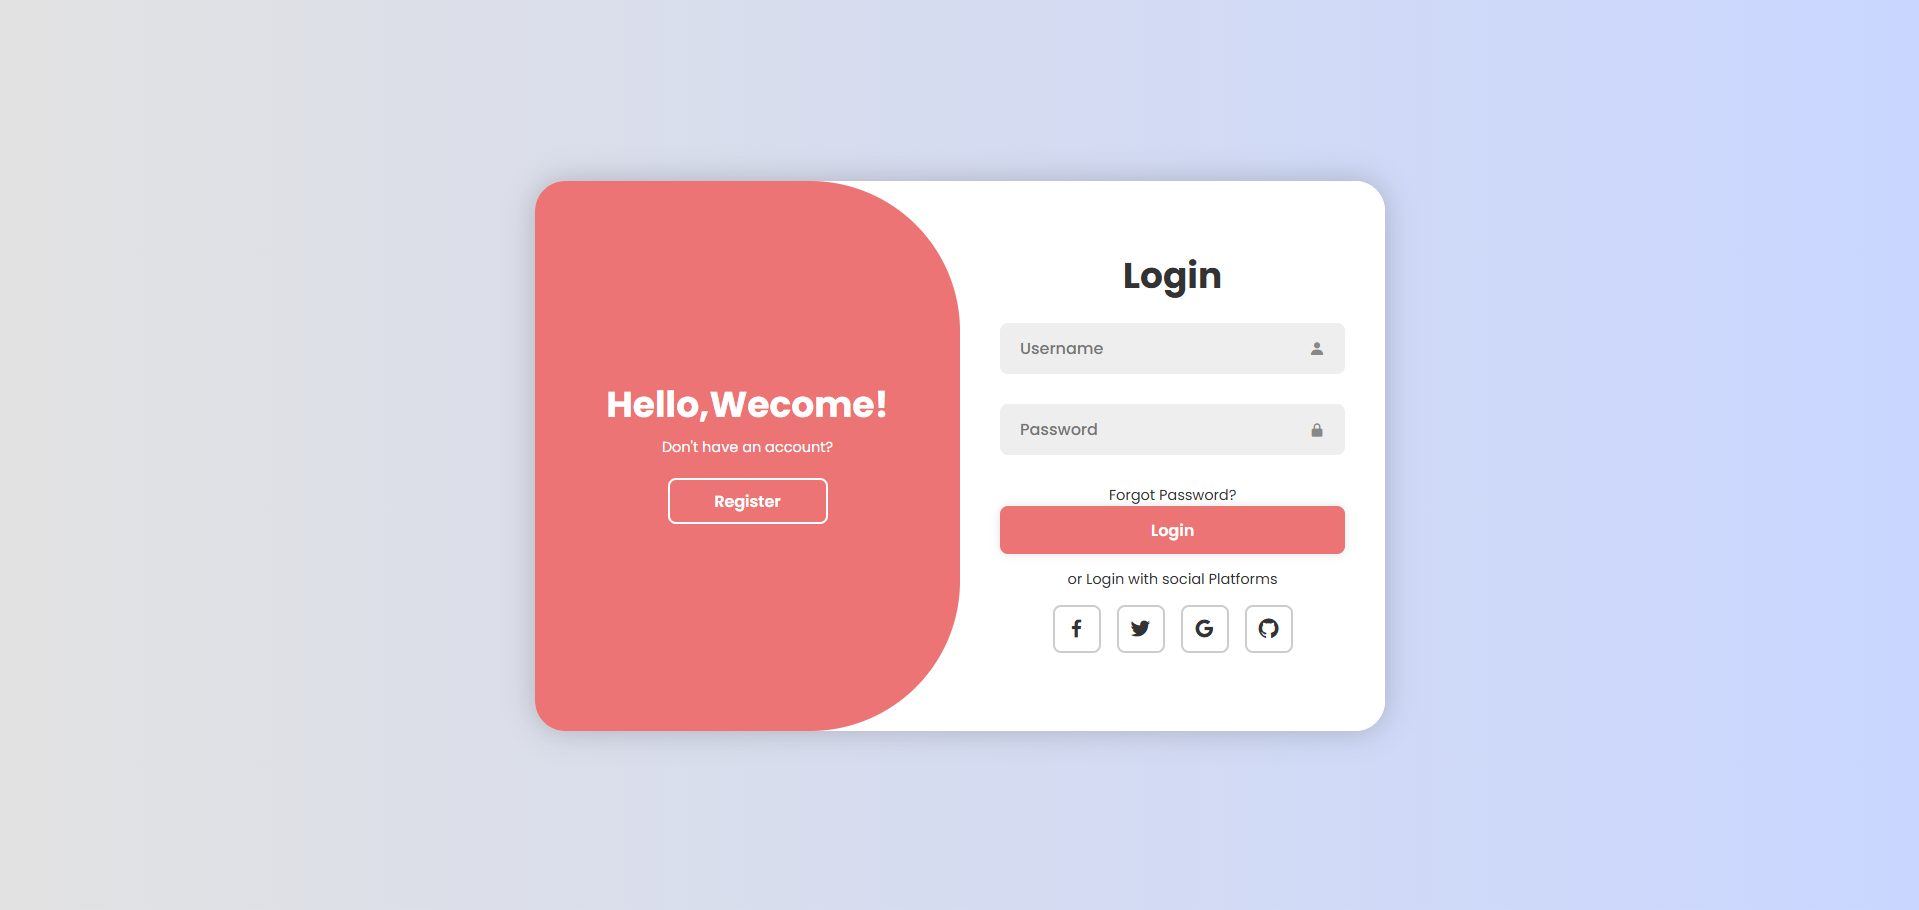 Hello,Wecome!
Don't have an account?
Register
Login
Username
Password
Forgot Password?
Login
or Login with social Platforms